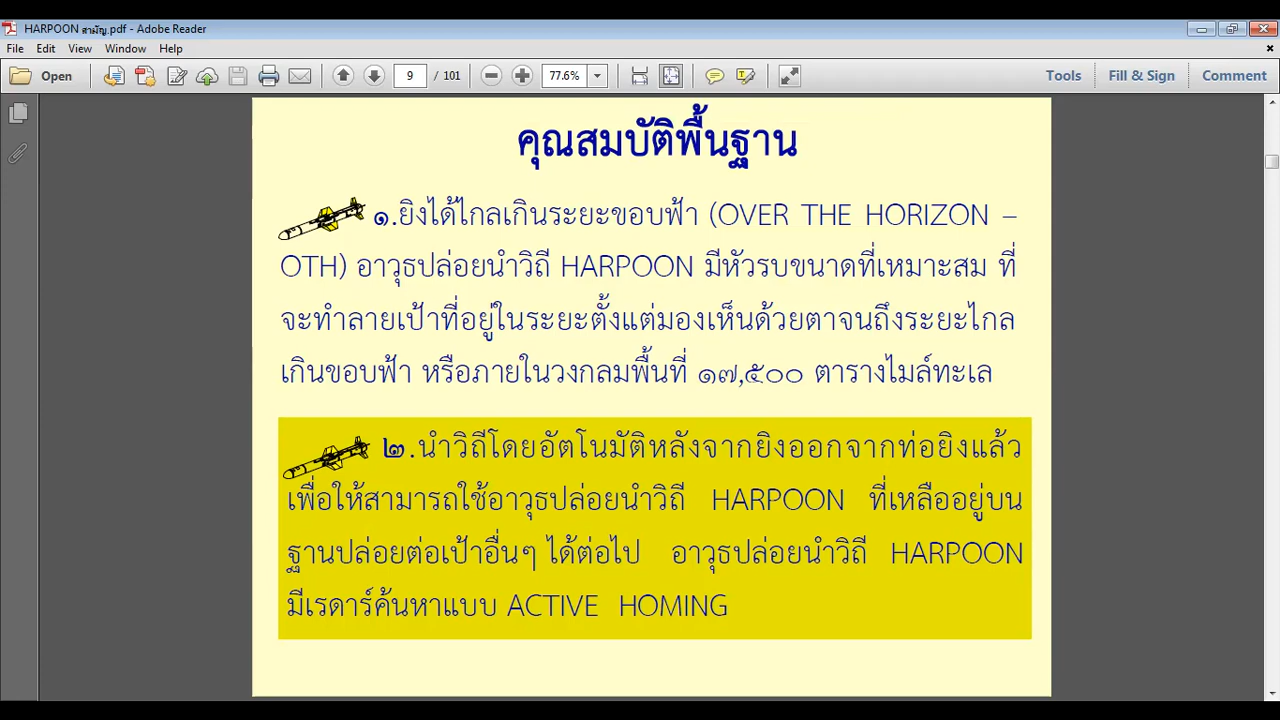 HARPOON สามัญ.pdf - Adobe Reader
File Edit View Window Help
Open 9 / 101 77.6% Tools Fill & Sign Comment
คุณสมบัติพื้นฐาน
๑.ยิงได้ไกลเกินระยะขอบฟ้า (OVER THE HORIZON –
OTH) อาวุธปล่อยนำวิถี HARPOON มีหัวรบขนาดที่เหมาะสม ที่
จะทำลายเป้าที่อยู่ในระยะตั้งแต่มองเห็นด้วยตาจนถึงระยะไกล
เกินขอบฟ้า หรือภายในวงกลมพื้นที่ ๑๗,๕๐๐ ตารางไมล์ทะเล
๒.นำวิถีโดยอัตโนมัติหลังจากยิงออกจากท่อยิงแล้ว
เพื่อให้สามารถใช้อาวุธปล่อยนำวิถี HARPOON ที่เหลืออยู่บน
ฐานปล่อยต่อเป้าอื่นๆ ได้ต่อไป อาวุธปล่อยนำวิถี HARPOON
มีเรดาร์ค้นหาแบบ ACTIVE HOMING